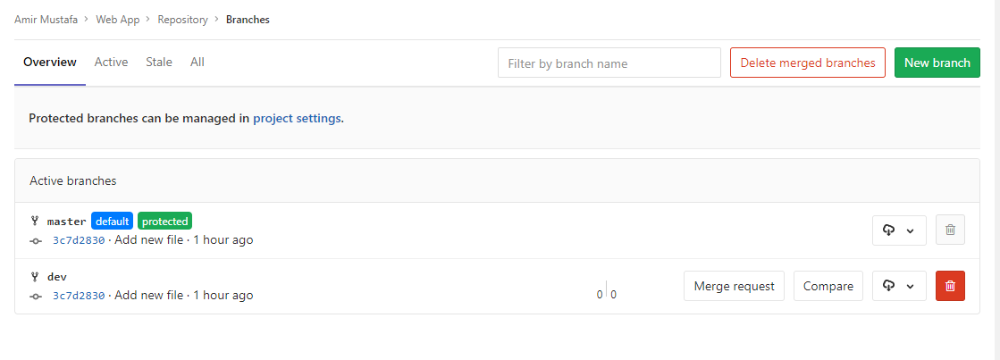 Amir Mustafa > Web App > Repository > Branches
Overview Active Stale All Filter by branch name Delete merged branches New branch
Protected branches can be managed in project settings.
Active branches
master default protected
3c7d2830 · Add new file · 1 hour ago
dev
3c7d2830 · Add new file · 1 hour ago
0 0 Merge request Compare